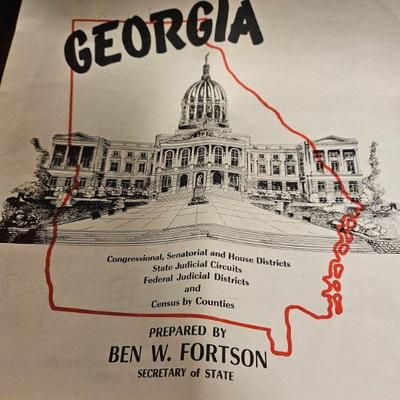 GEORGIA
Congressional, Senatorial and House Districts
State Judicial Circuits
Federal Judicial Districts
and
Census by Counties
PREPARED BY
BEN W. FORTSON
SECRETARY of STATE